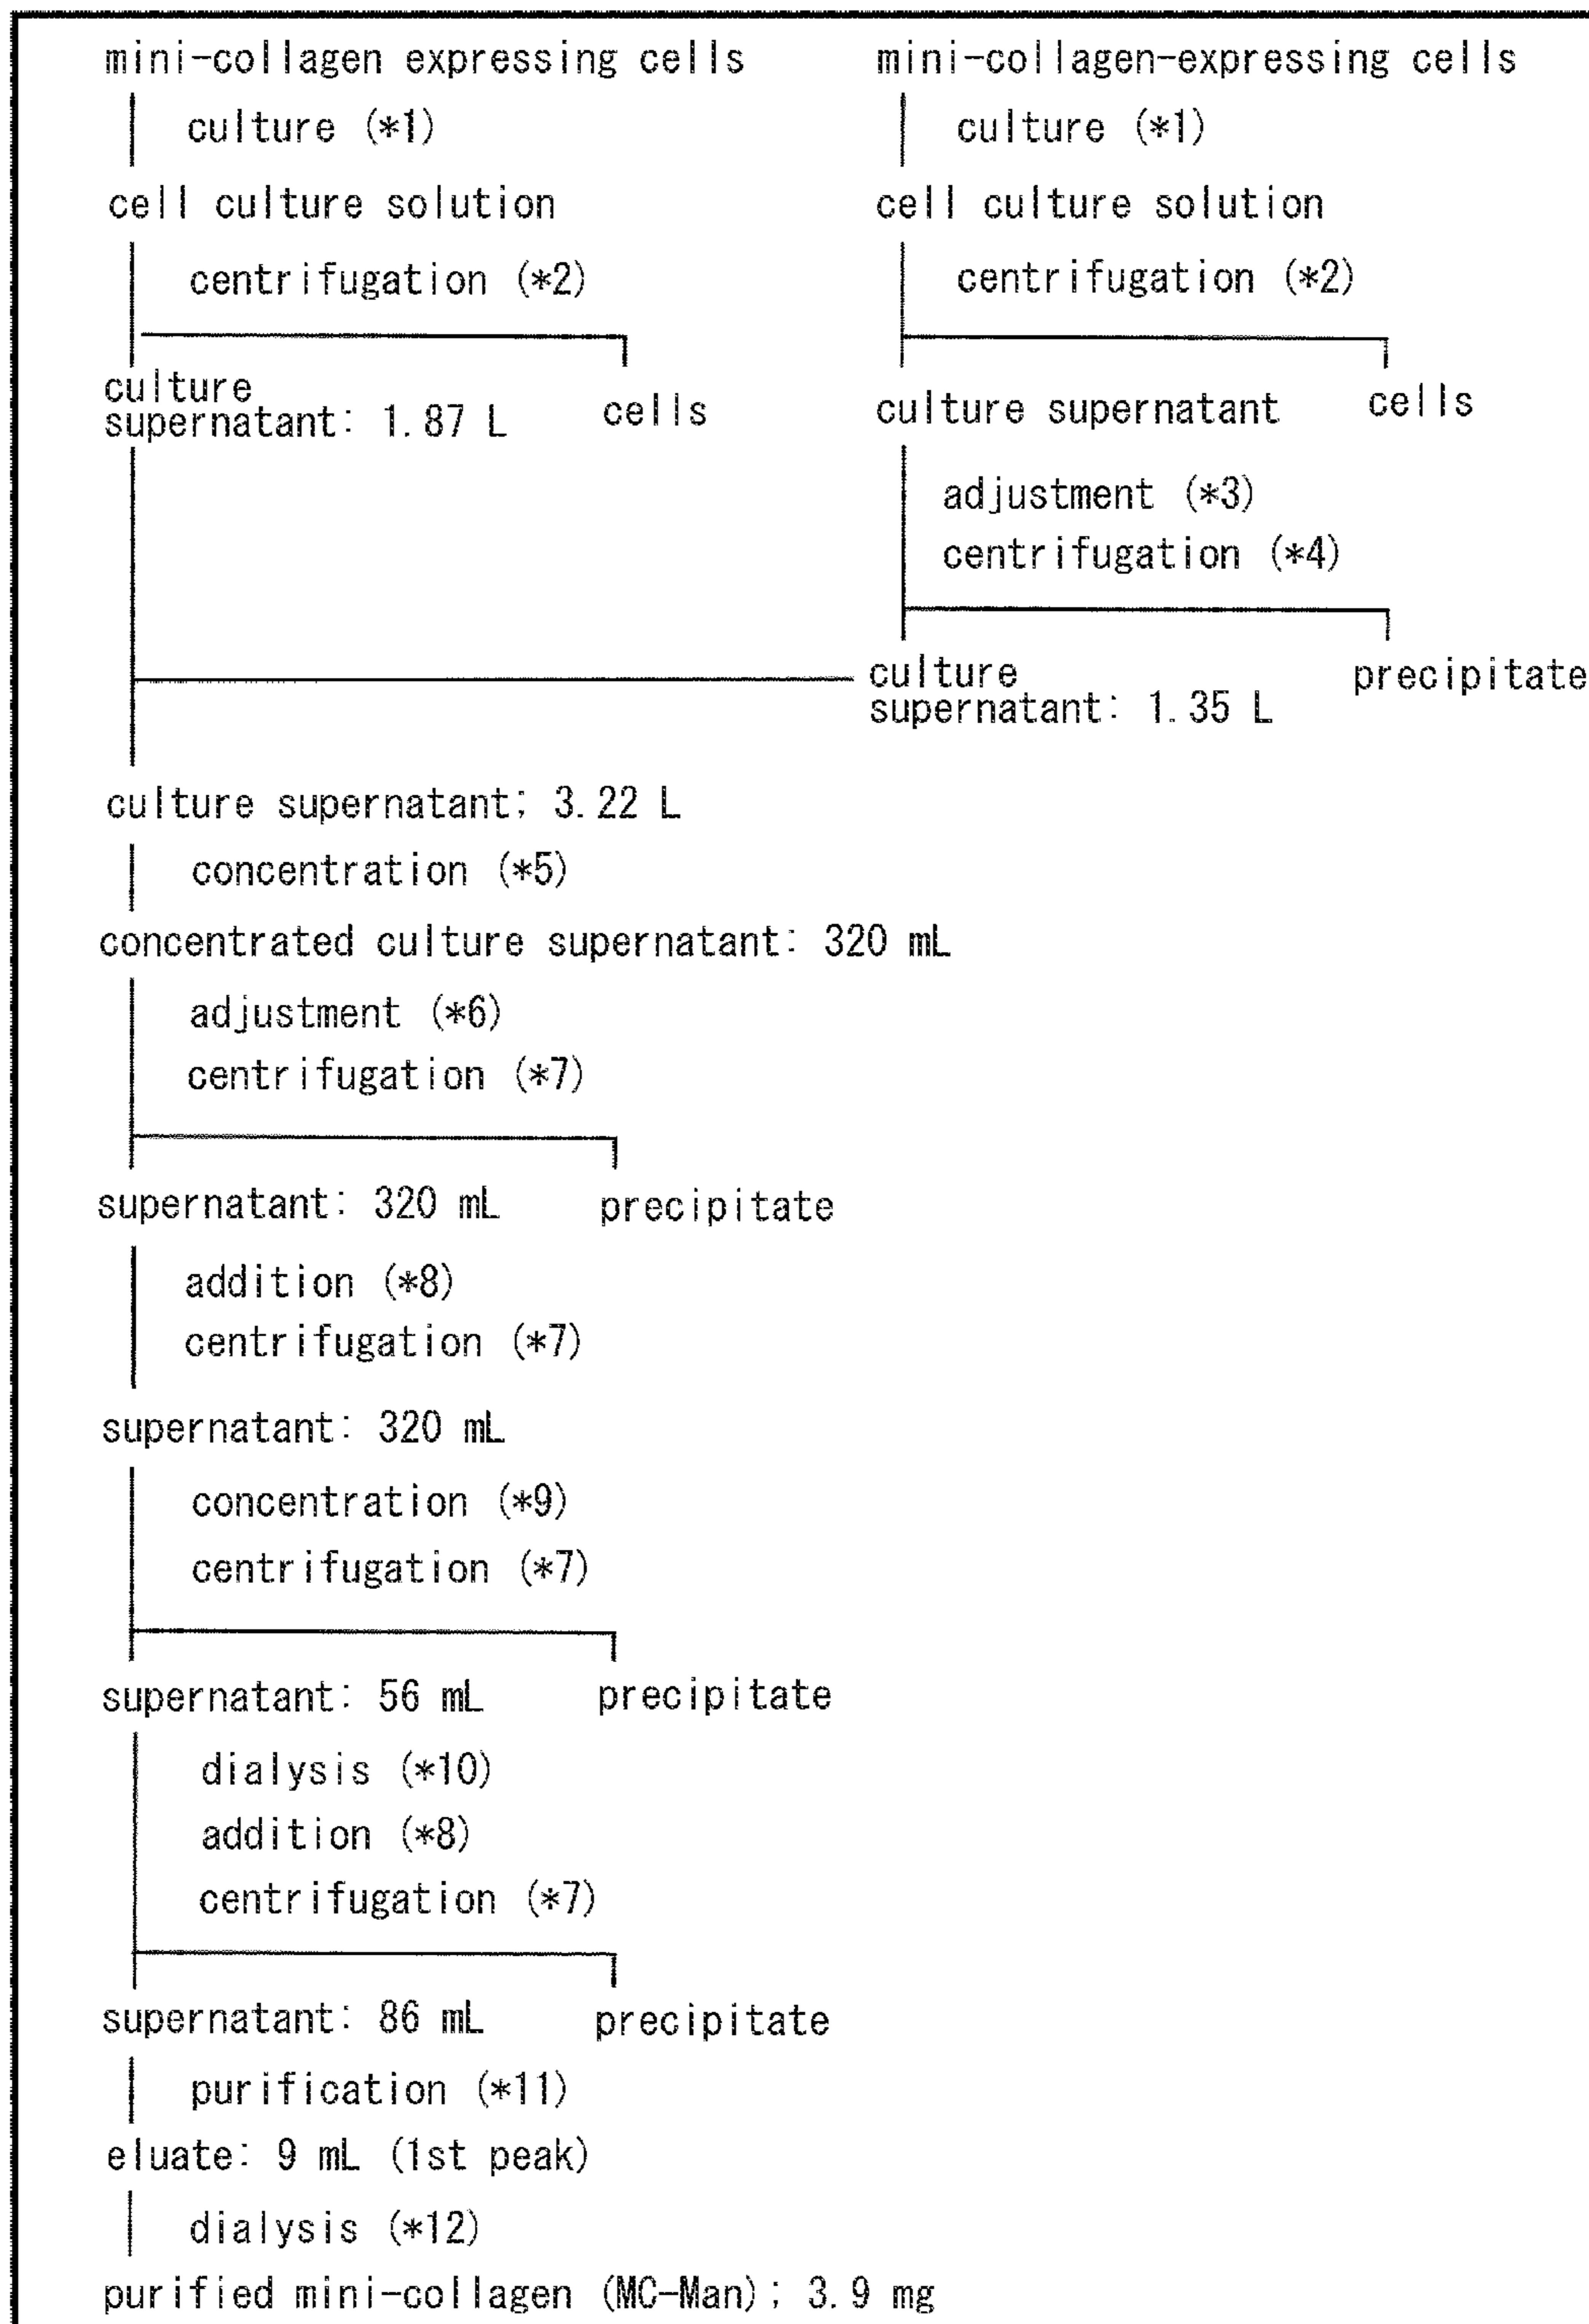 mini-collagen expressing cells
mini-collagen-expressing cells
culture (*1)
culture (*1)
cell culture solution
cell culture solution
centrifugation (*2)
centrifugation (*2)
culture
supernatant: 1.87 L
cells
culture supernatant
cells
adjustment (*3)
centrifugation (*4)
culture
supernatant: 1.35 L
precipitate
culture supernatant; 3.22 L
concentration (*5)
concentrated culture supernatant: 320 mL
adjustment (*6)
centrifugation (*7)
supernatant: 320 mL
precipitate
addition (*8)
centrifugation (*7)
supernatant: 320 mL
concentration (*9)
centrifugation (*7)
supernatant: 56 mL
precipitate
dialysis (*10)
addition (*8)
centrifugation (*7)
supernatant: 86 mL
precipitate
purification (*11)
eluate: 9 mL (1st peak)
dialysis (*12)
purified mini-collagen (MC-Man); 3.9 mg